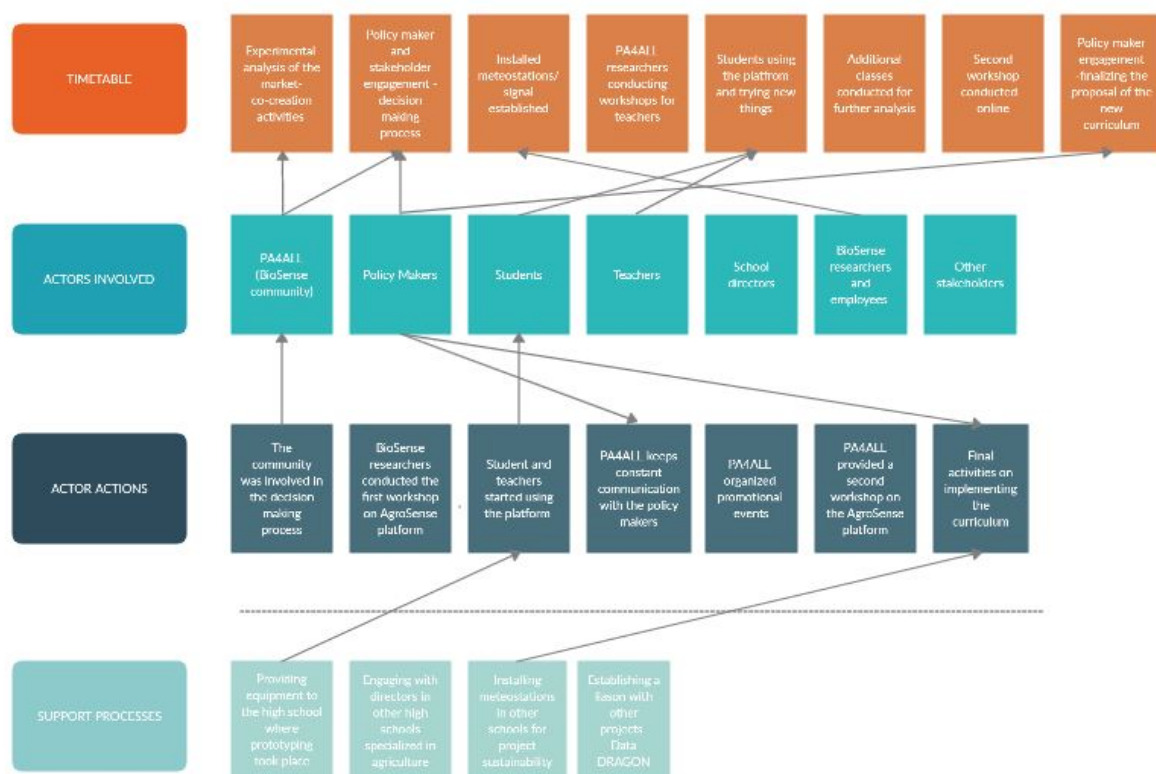 TIMETABLE
Experimental
analysis of the
market-
co-creation
activities
Policy maker
and
stakeholder
engagement -
decision
making
process
Installed
meteostations/
signal
established
PA4ALL
researchers
conducting
workshops for
teachers
Students using
the platfrom
and trying new
things
Additional
classes
conducted for
further analysis
Second
workshop
conducted
online
Policy maker
engagement
-finalizing the
proposal of the
new
curriculum
ACTORS INVOLVED
PA4ALL
(BioSense
community)
Policy Makers
Students
Teachers
School
directors
BioSense
researchers
and
employees
Other
stakeholders
ACTOR ACTIONS
The
community
was involved in
the decision
making
process
BioSense
researchers
conducted the
first workshop
on AgroSense
platform
Student and
teachers
started using
the platform
PA4ALL keeps
constant
communication
with the policy
makers
PA4ALL
organized
promotional
events
PA4ALL
provided a
second
workshop on
the AgroSense
platform
Final
activities on
implementing
the
curriculum
SUPPORT PROCESSES
Providing
equipment to
the high school
where
prototyping
took place
Engaging with
directors in
other high
schools
specialized in
agriculture
Installing
meteostations
in other
schools for
project
sustainability
Establishing a
liason with
other
projects
Data
DRAGON